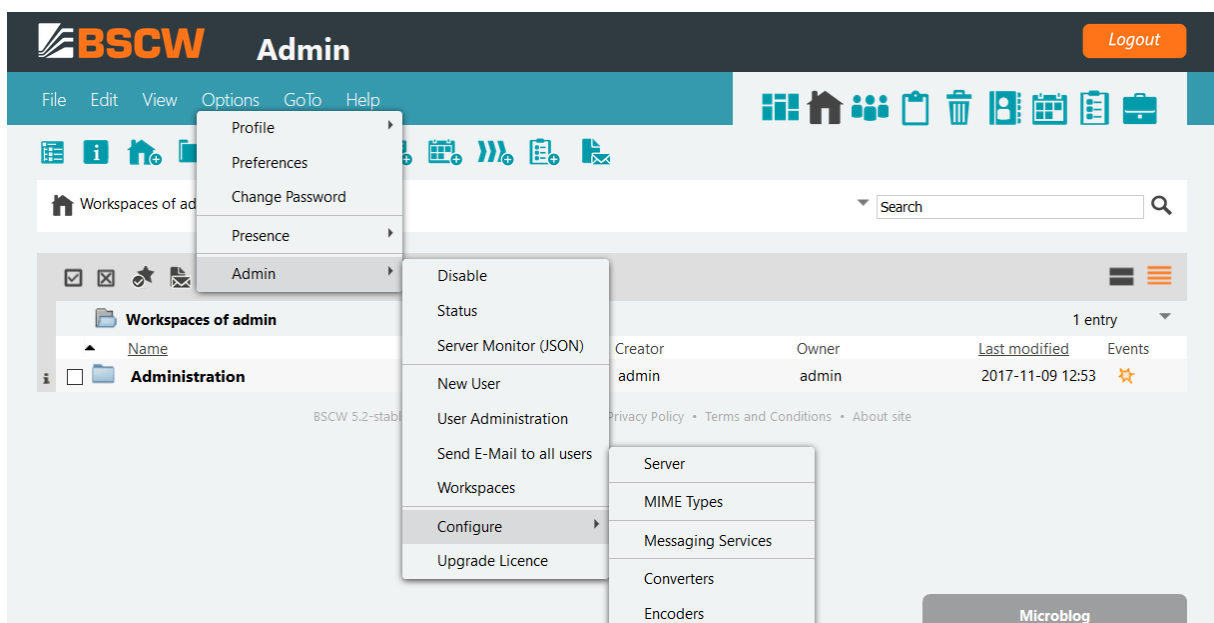 BSCW Admin Logout
File Edit View Options GoTo Help
Profile
Preferences
Change Password
Presence
Admin
Workspaces of ad
Search
Disable
Status
Server Monitor (JSON)
New User
User Administration
Send E-Mail to all users
Workspaces
Configure
Upgrade Licence
Server
MIME Types
Messaging Services
Converters
Encoders
Workspaces of admin 1 entry
Name Creator Owner Last modified Events
Administration admin admin 2017-11-09 12:53
BSCW 5.2-stabl Privacy Policy • Terms and Conditions • About site
Microblog